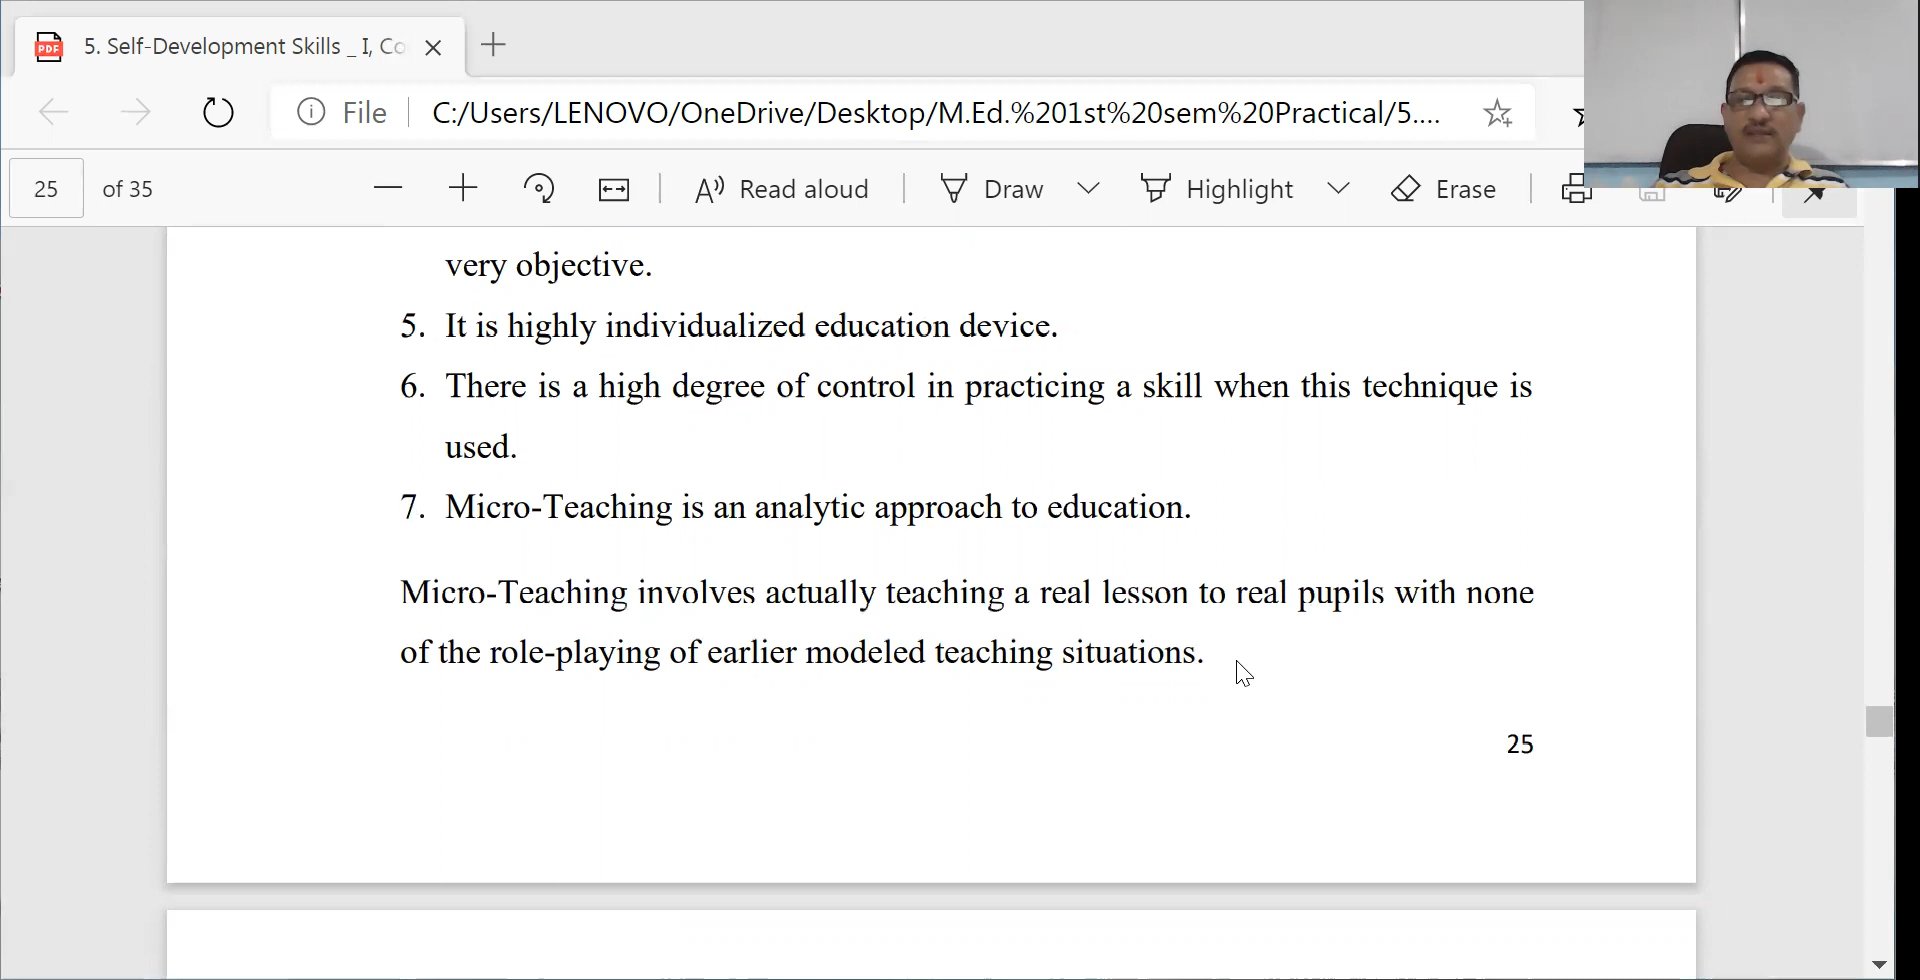 5. Self-Development Skills _ I, Co
File
C:/Users/LENOVO/OneDrive/Desktop/M.Ed.%201st%20sem%20Practical/5....
25 of 35
Read aloud
Draw
Highlight
Erase
very objective.
5. It is highly individualized education device.
6. There is a high degree of control in practicing a skill when this technique is
used.
7. Micro-Teaching is an analytic approach to education.
Micro-Teaching involves actually teaching a real lesson to real pupils with none
of the role-playing of earlier modeled teaching situations.
25